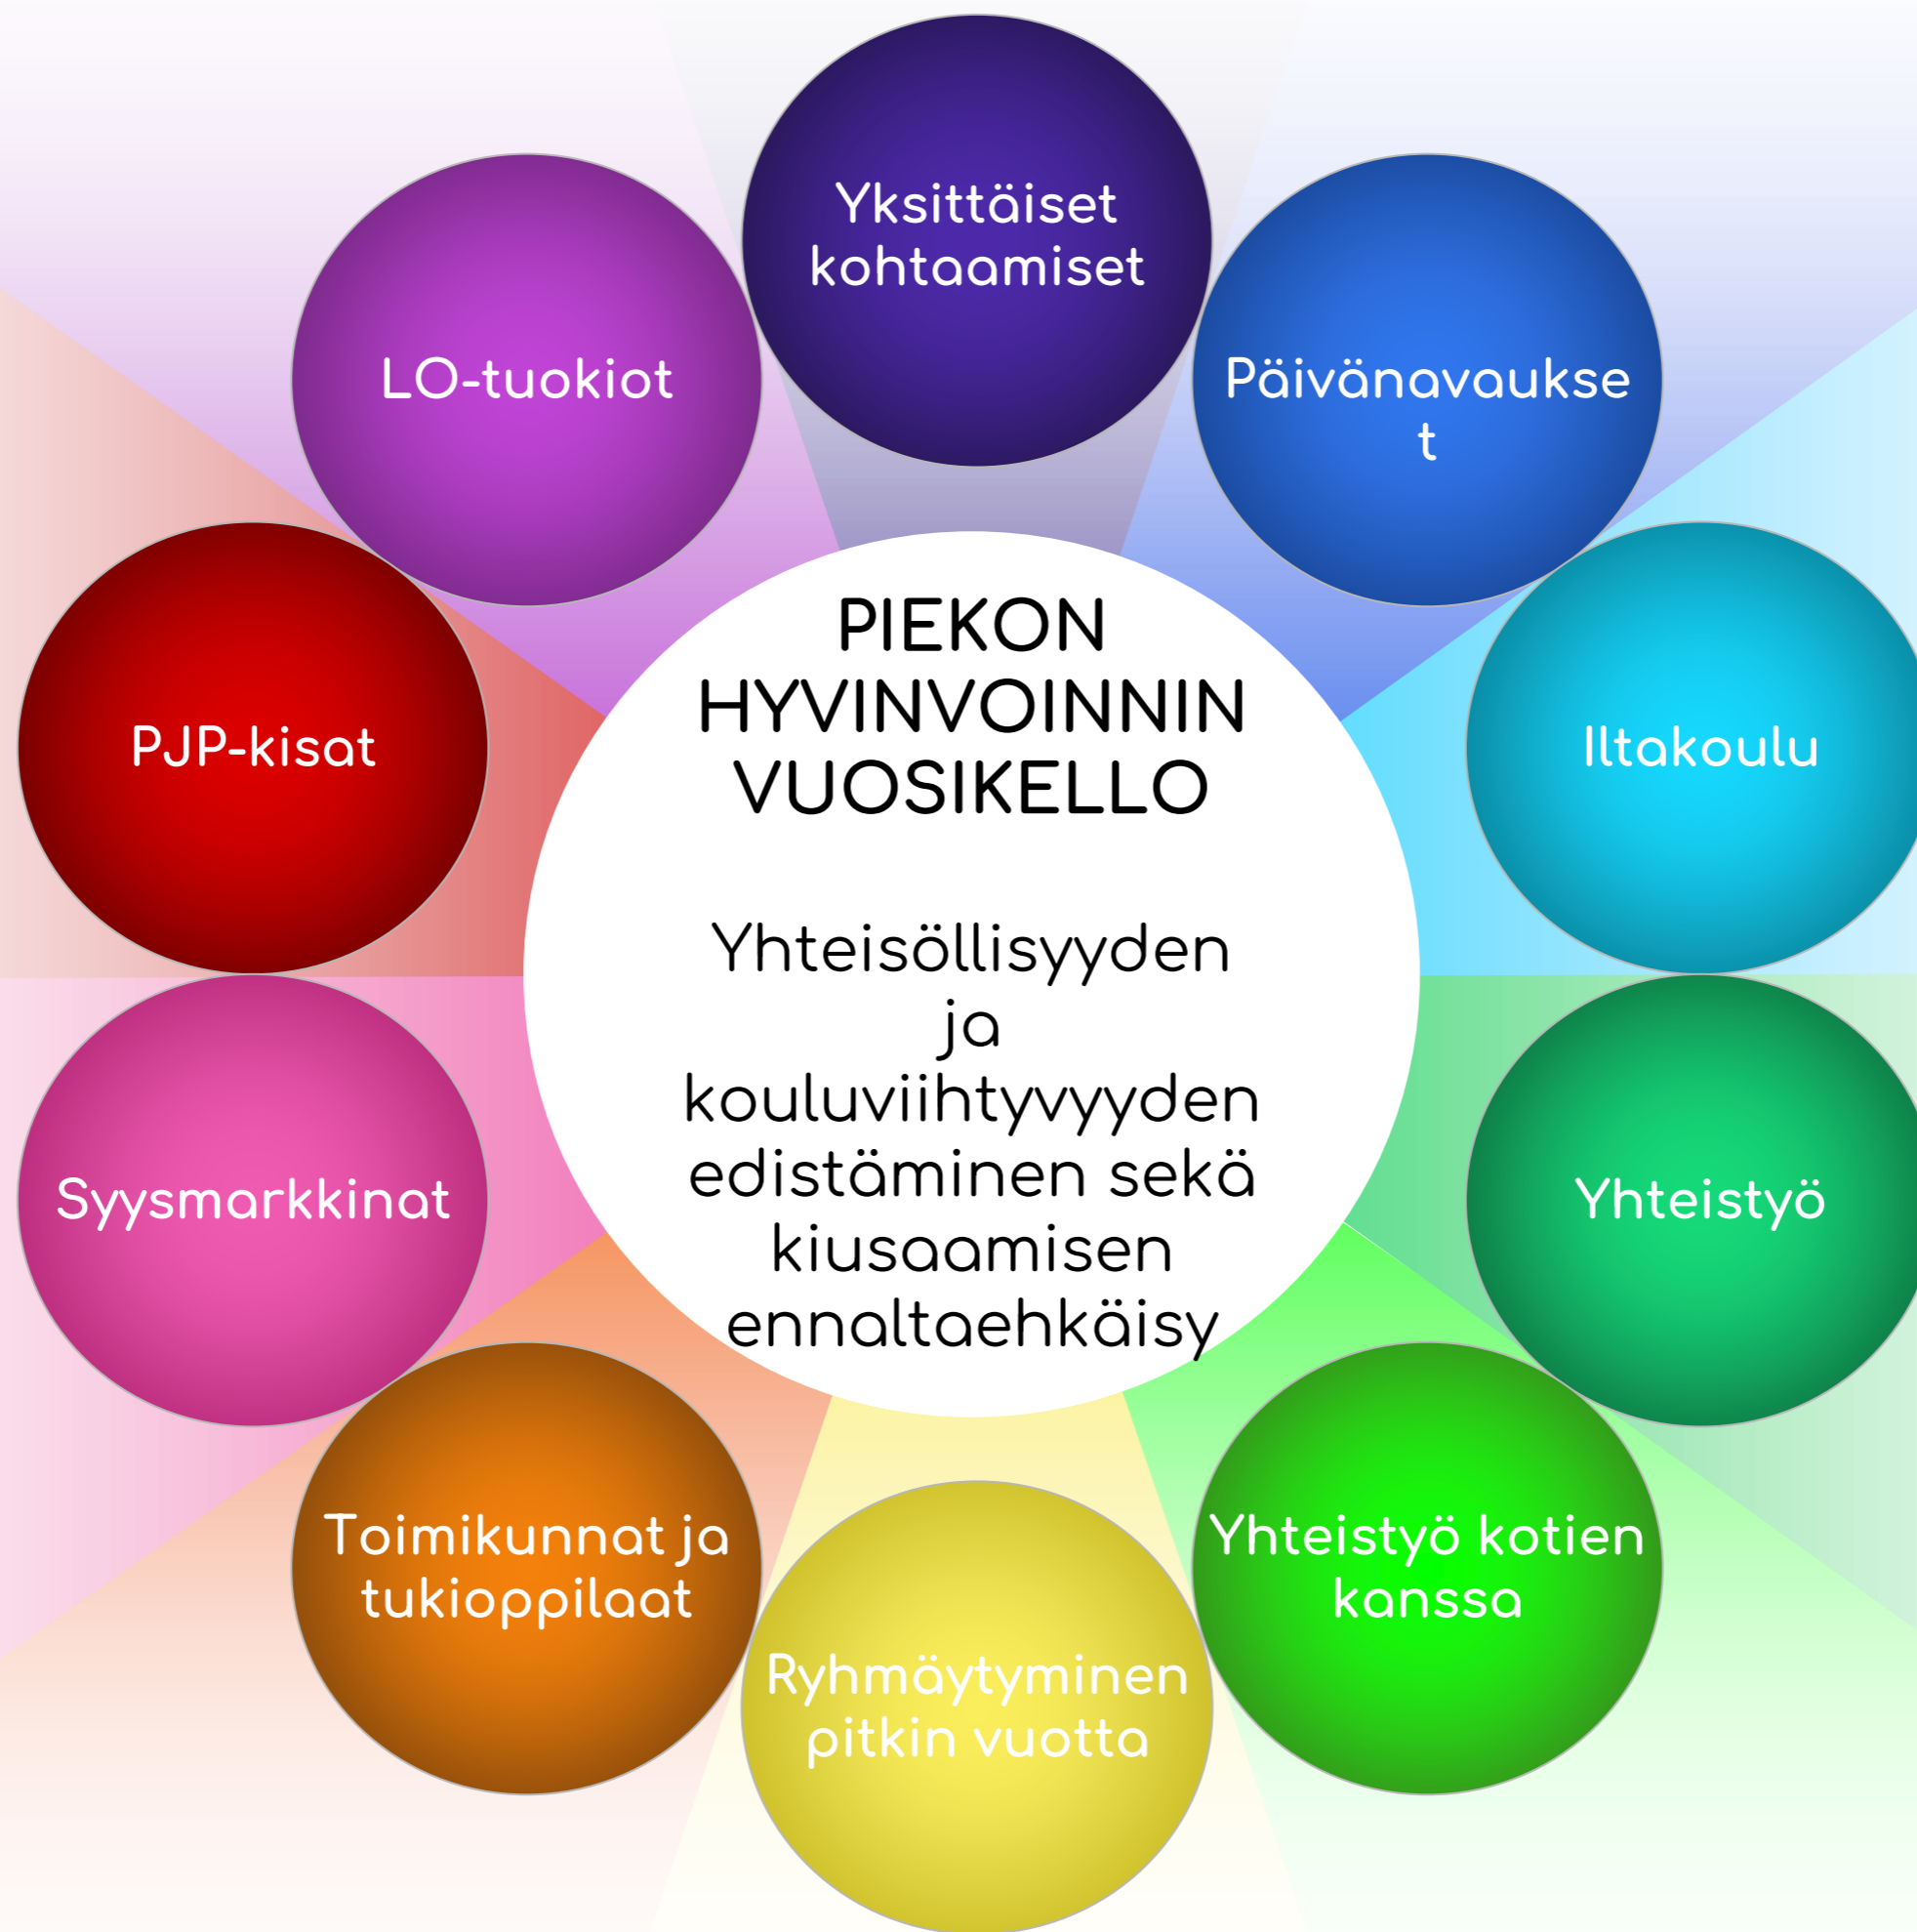 Yksittäiset
kohtaamiset
Päivänavaukse
t
Iltakoulu
Yhteistyö
Yhteistyö kotien
kanssa
Ryhmäytyminen
pitkin vuotta
Toimikunnat ja
tukioppilaat
Syysmarkkinat
PJP-kisat
LO-tuokiot
PIEKON
HYVINVOINNIN
VUOSIKELLO
Yhteisöllisyyden
ja
kouluviihtyvyyden
edistäminen sekä
kiusaamisen
ennaltaehkäisy